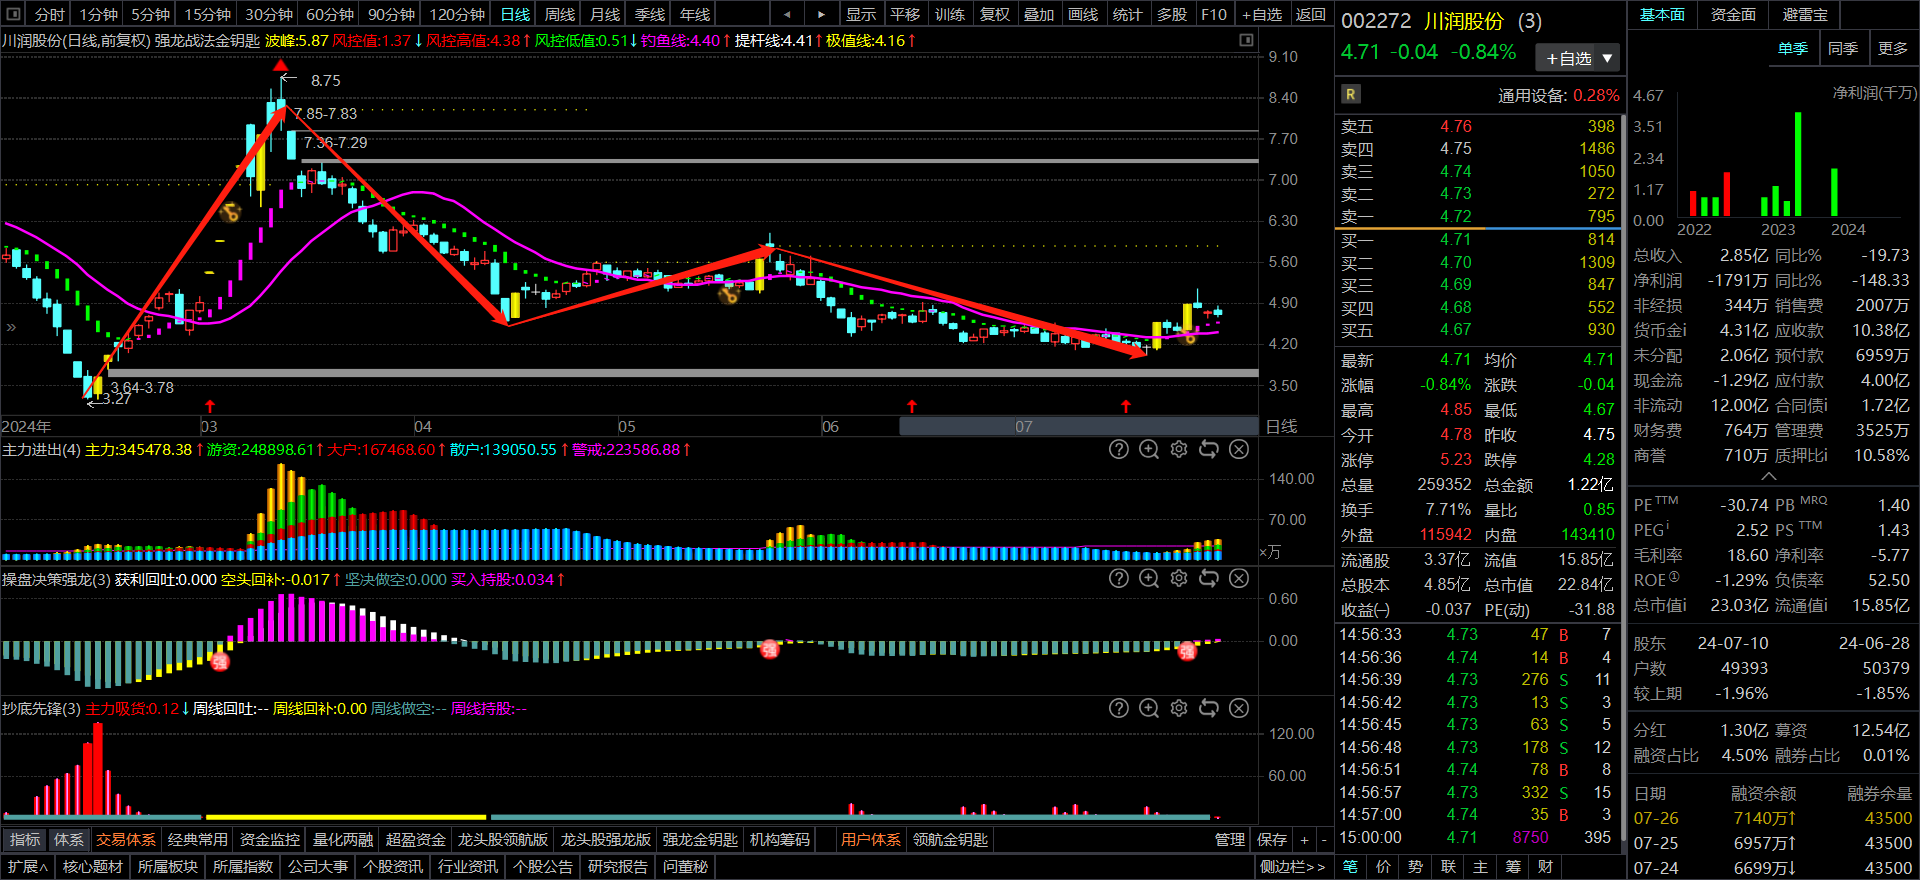 分时 1分钟 5分钟 15分钟 30分钟 60分钟 90分钟 120分钟 日线 周线 月线 季线 年线 显示 平移 训练 复权 叠加 画线 统计 多股 F10 +自选 返回
川润股份(日线,前复权) 强龙战法金钥匙 波峰:5.87 风控值:1.37↓ 风控高值:4.38↑ 风控低值:0.51↓ 钓鱼线:4.40↑ 提杆线:4.41↑ 极值线:4.16↑
9.10
8.40
7.70
7.00
6.30
5.60
4.90
4.20
3.50
8.75
7.85-7.83
7.36-7.29
3.64-3.78
3.27
2024年 03 04 05 06 07 日线
主力进出(4) 主力:345478.38↑ 游资:248898.61↑ 大户:167468.60↑ 散户:139050.55↑ 警戒:223586.88↑
140.00
70.00
×万
操盘决策强龙(3) 获利回吐:0.000 空头回补:-0.017↑ 坚决做空:0.000 买入持股:0.034↑
0.60
0.00
强 强 强
抄底先锋(3) 主力吸货:0.12↓ 周线回吐:-- 周线回补:0.00 周线做空:-- 周线持股:--
120.00
60.00
指标 体系 交易体系 经典常用 资金监控 量化两融 超盈资金 龙头股领航版 龙头股强龙版 强龙金钥匙 机构筹码 用户体系 领航金钥匙 管理 保存 + -
扩展∧ 核心题材 所属板块 所属指数 公司大事 个股资讯 行业资讯 个股公告 研究报告 问董秘 侧边栏>>
002272 川润股份 (3)
4.71 -0.04 -0.84% +自选 ▼
R 通用设备: 0.28%
卖五 4.76 398
卖四 4.75 1486
卖三 4.74 1050
卖二 4.73 272
卖一 4.72 795
买一 4.71 814
买二 4.70 1309
买三 4.69 847
买四 4.68 552
买五 4.67 930
最新 4.71 均价 4.71
涨幅 -0.84% 涨跌 -0.04
最高 4.85 最低 4.67
今开 4.78 昨收 4.75
涨停 5.23 跌停 4.28
总量 259352 总金额 1.22亿
换手 7.71% 量比 0.85
外盘 115942 内盘 143410
流通股 3.37亿 流值 15.85亿
总股本 4.85亿 总市值 22.84亿
收益(一) -0.037 PE(动) -31.88
14:56:33 4.73 47 B 7
14:56:36 4.74 14 B 4
14:56:39 4.73 276 S 11
14:56:42 4.73 13 S 3
14:56:45 4.73 63 S 5
14:56:48 4.73 178 S 12
14:56:51 4.74 78 B 8
14:56:57 4.73 332 S 15
14:57:00 4.74 35 B 3
15:00:00 4.71 8750 395
笔 价 势 联 主 筹 财
基本面 资金面 避雷宝
单季 同季 更多
净利润(千万)
4.67
3.51
2.34
1.17
0.00
2022 2023 2024
总收入 2.85亿 同比% -19.73
净利润 -1791万 同比% -148.33
非经损 344万 销售费 2007万
货币金i 4.31亿 应收款 10.38亿
未分配 2.06亿 预付款 6959万
现金流 -1.29亿 应付款 4.00亿
非流动 12.00亿 合同债i 1.72亿
财务费 764万 管理费 3525万
商誉 710万 质押比i 10.58%
PE TTM -30.74 PB MRQ 1.40
PEG i 2.52 PS TTM 1.43
毛利率 18.60 净利率 -5.77
ROE① -1.29% 负债率 52.50
总市值i 23.03亿 流通值i 15.85亿
股东 24-07-10 24-06-28
户数 49393 50379
较上期 -1.96% -1.85%
分红 1.30亿 募资 12.54亿
融资占比 4.50% 融券占比 0.01%
日期 融资余额 融券余量
07-26 7140万↑ 43500
07-25 6957万↑ 43500
07-24 6699万↓ 43500